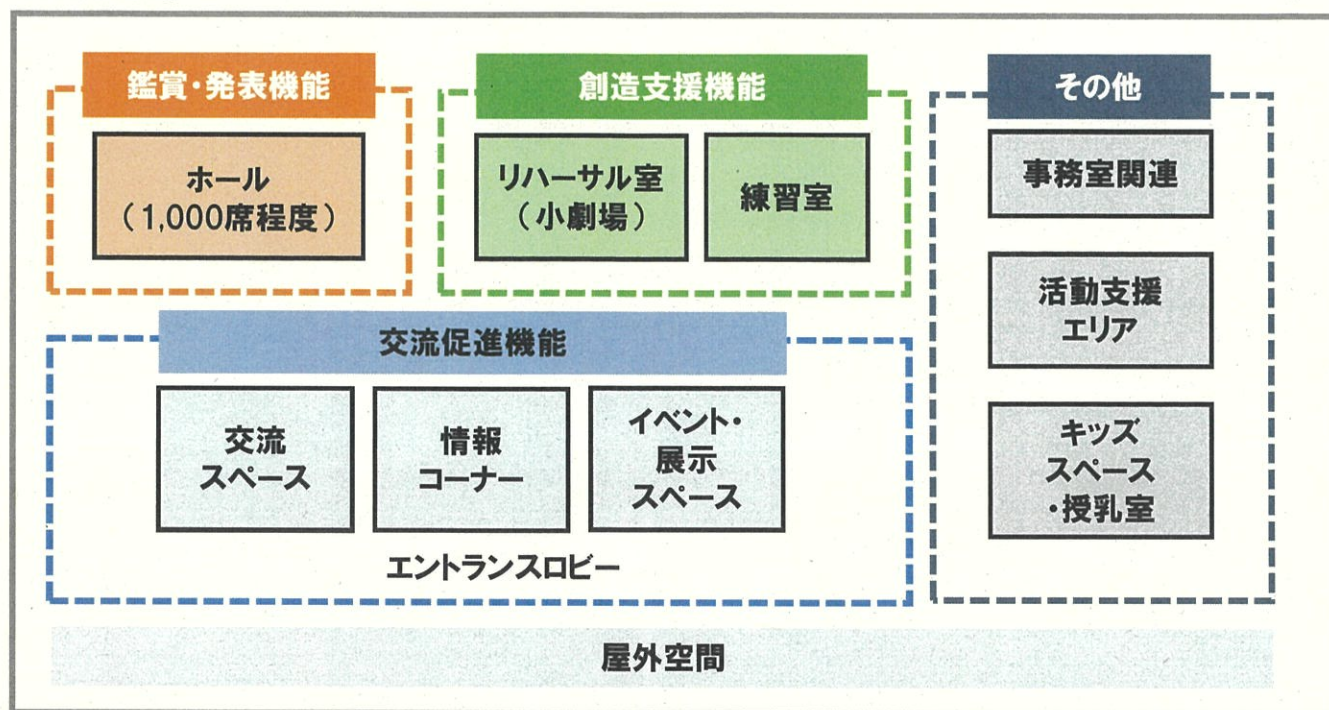 鑑賞・発表機能
ホール
（1,000席程度）
創造支援機能
リハーサル室
（小劇場）
練習室
その他
事務室関連
活動支援
エリア
キッズ
スペース
・授乳室
交流促進機能
交流
スペース
情報
コーナー
イベント・
展示
スペース
エントランスロビー
屋外空間